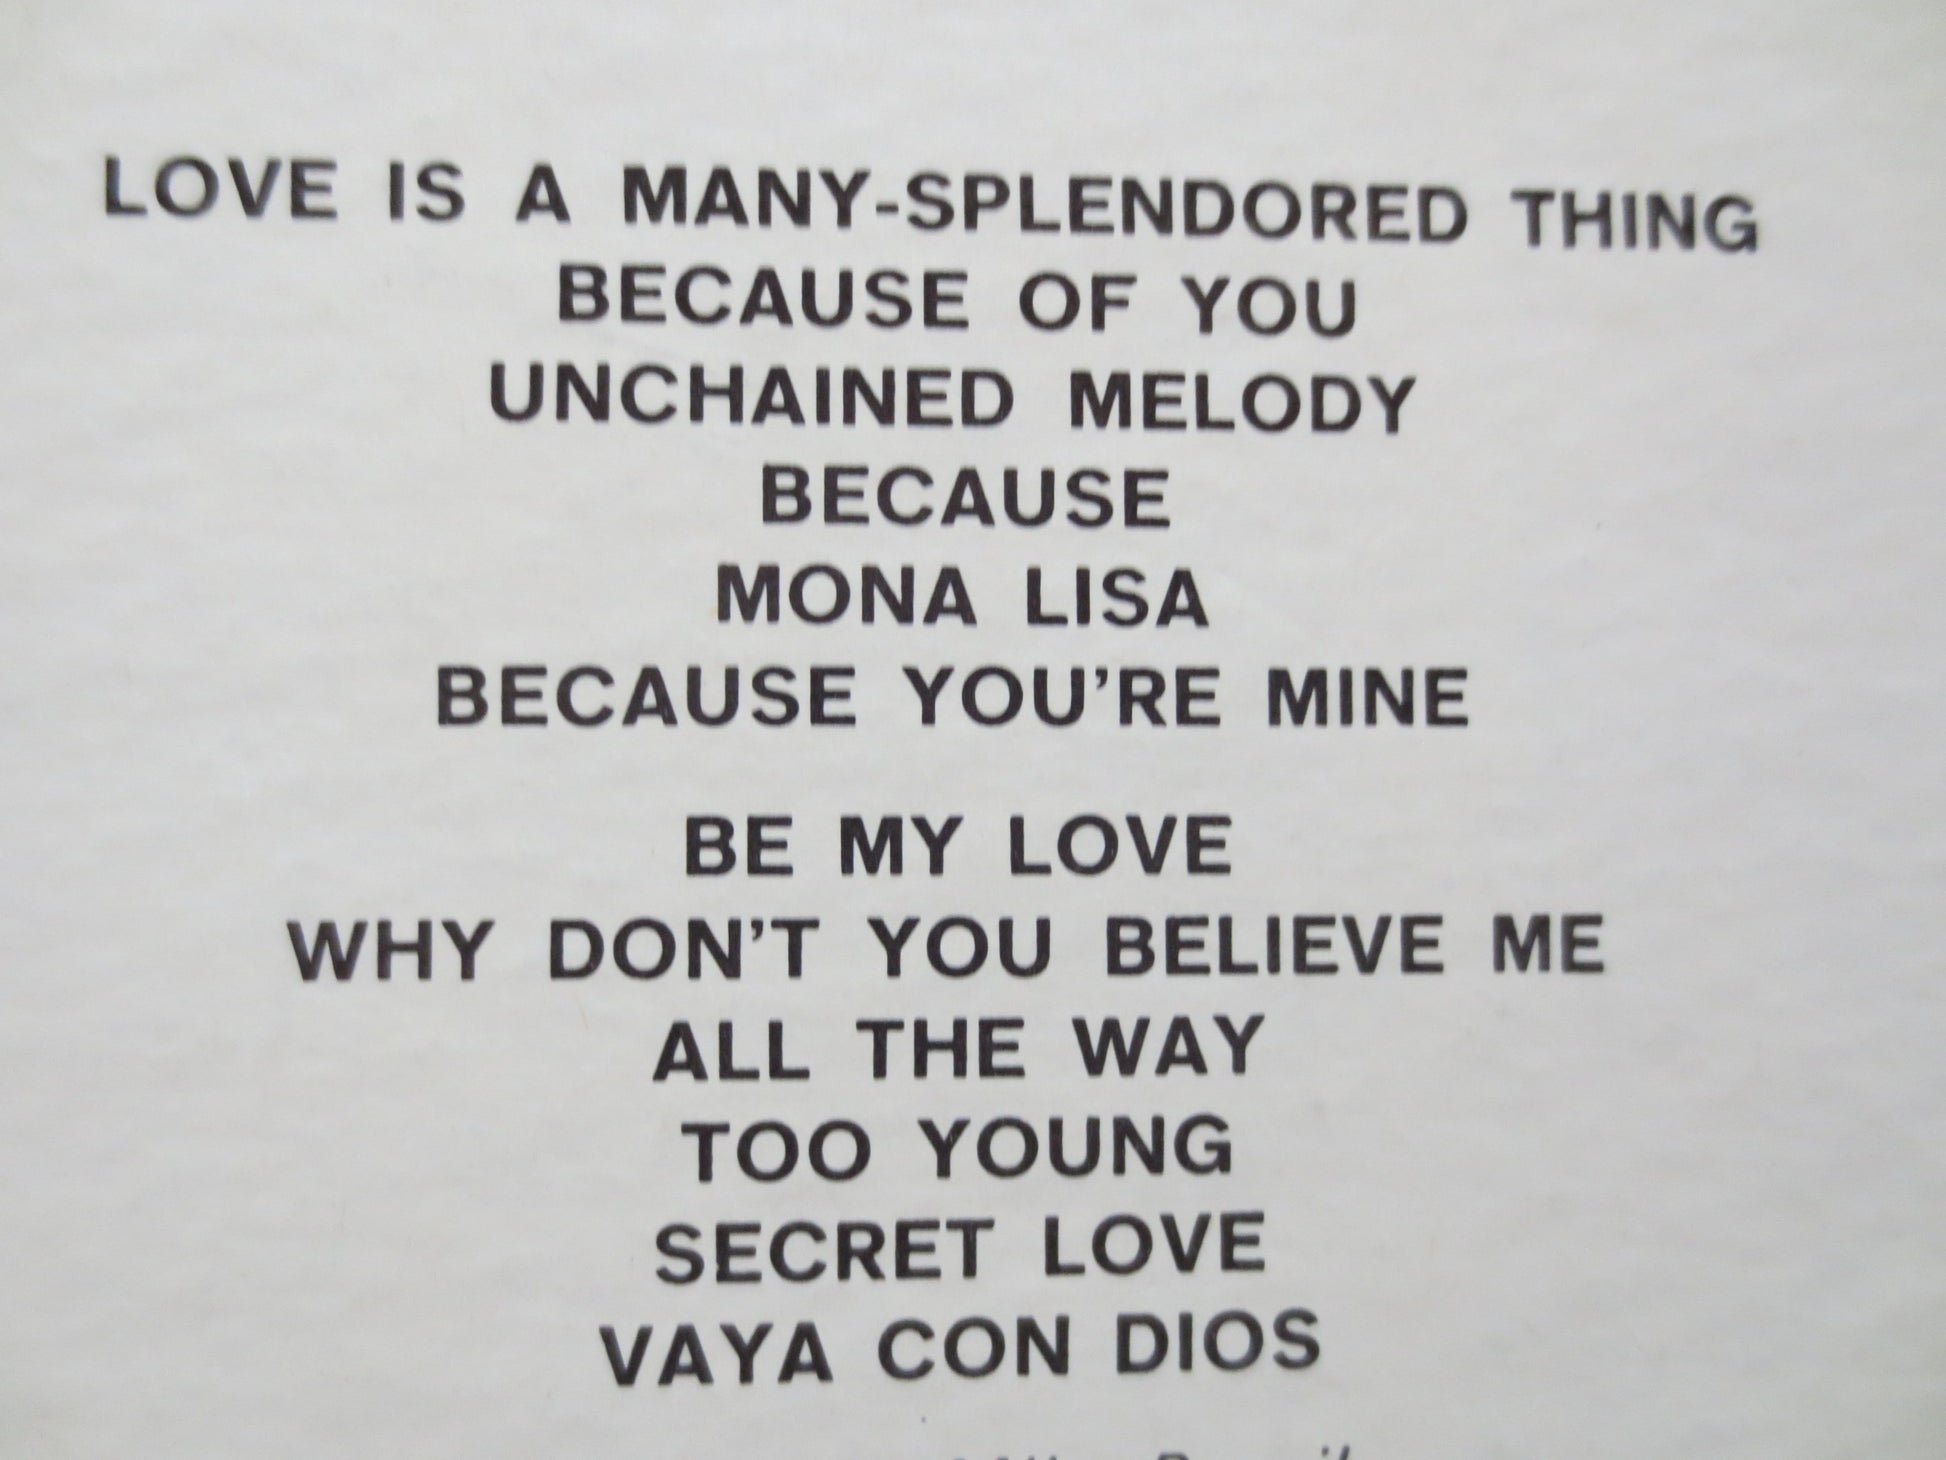 LOVE IS A MANY-SPLENDORED THING
BECAUSE OF YOU
UNCHAINED MELODY
BECAUSE
MONA LISA
BECAUSE YOU'RE MINE
BE MY LOVE
WHY DON'T YOU BELIEVE ME
ALL THE WAY
TOO YOUNG
SECRET LOVE
VAYA CON DIOS